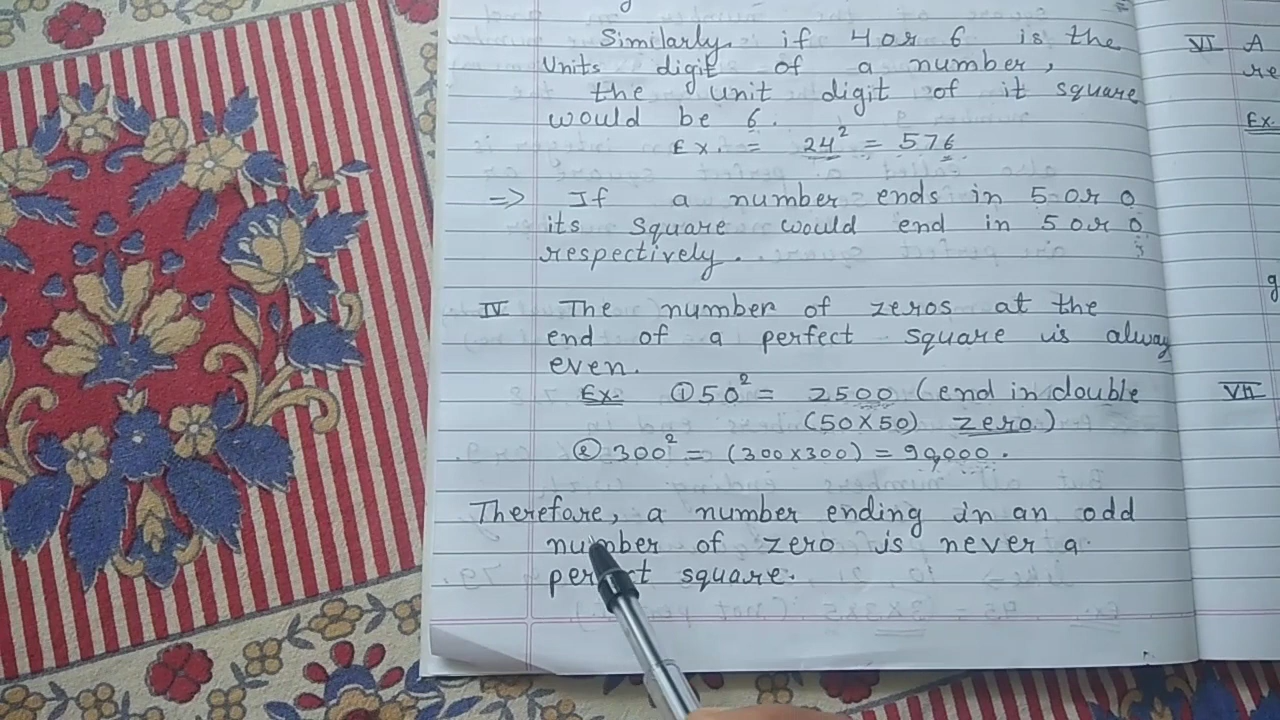 Similarly, if 4 or 6 is the
Units digit of a number,
the unit digit of it square
would be 6.
Ex. = 24² = 576
=> If a number ends in 5 or 0
its square would end in 5 or 0
respectively.
IV The number of zeros at the
end of a perfect square is alway
even.
Ex. ① 50² = 2500 (end in double
(50×50) zero.)
② 300² = (300×300) = 90,000.
Therefore, a number ending in an odd
number of zero is never a
perfect square.
VI A
re
Ex.
g
VII